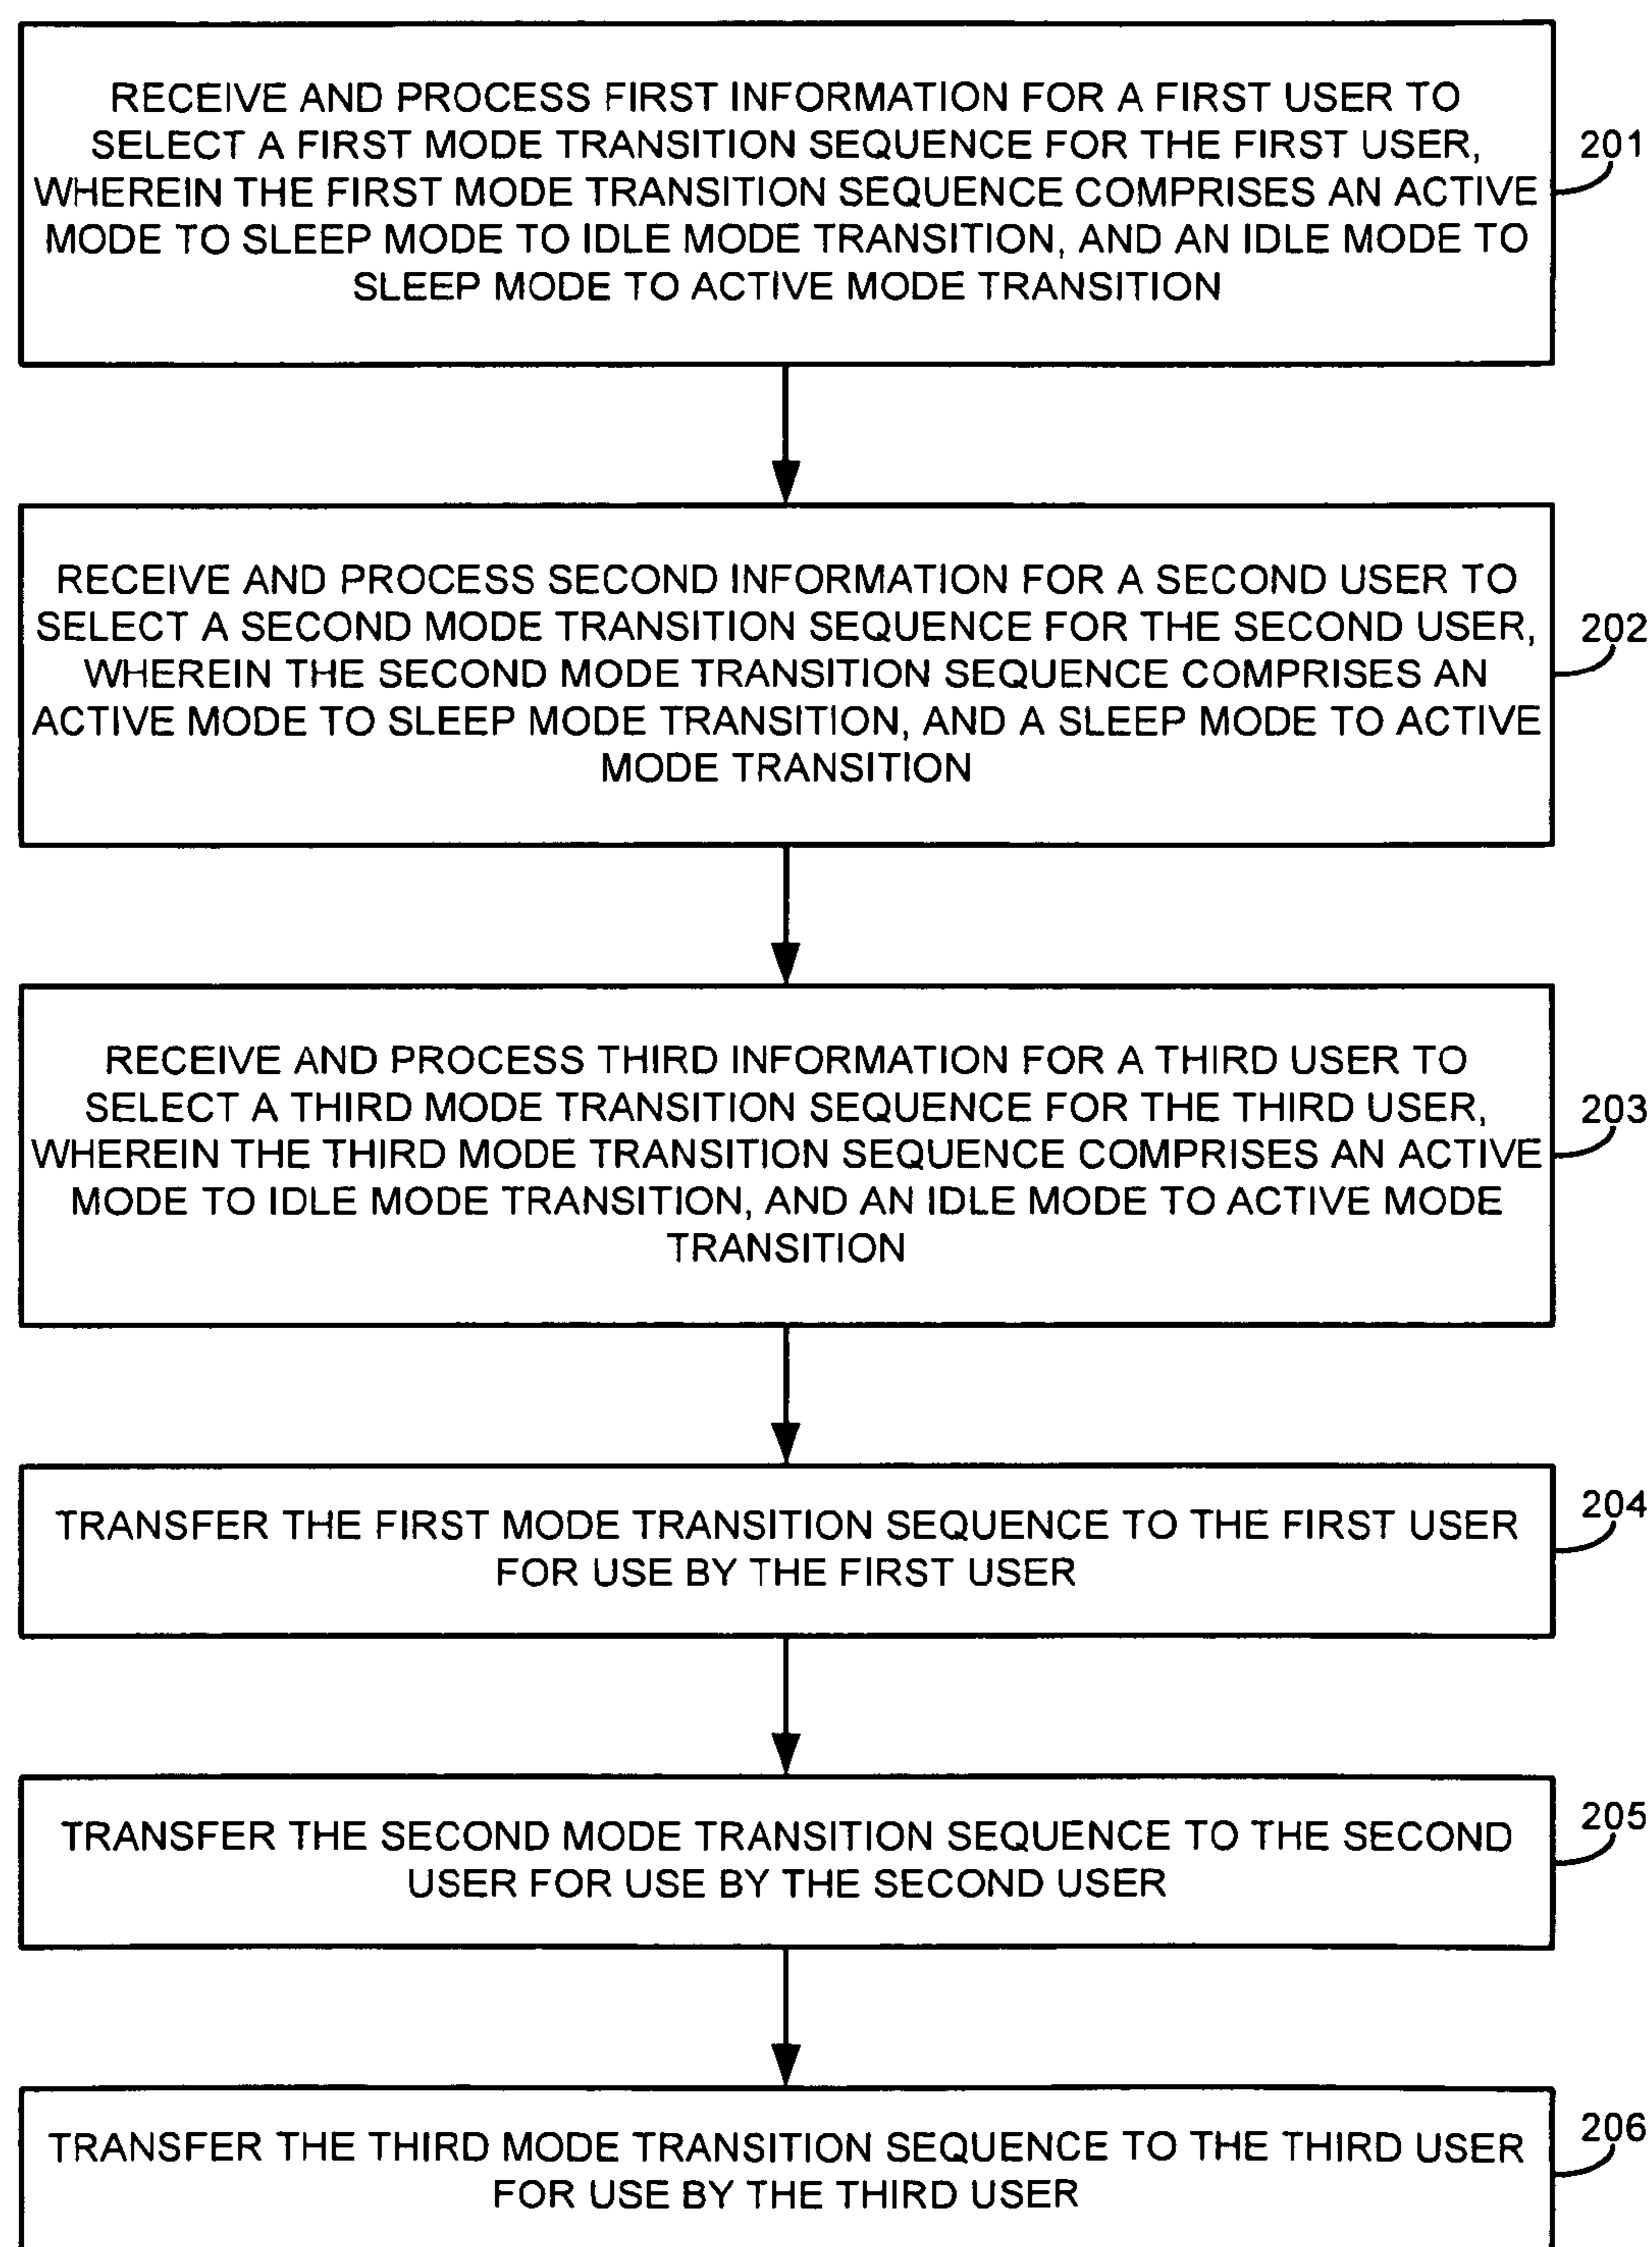 RECEIVE AND PROCESS FIRST INFORMATION FOR A FIRST USER TO
SELECT A FIRST MODE TRANSITION SEQUENCE FOR THE FIRST USER,
WHEREIN THE FIRST MODE TRANSITION SEQUENCE COMPRISES AN ACTIVE
MODE TO SLEEP MODE TO IDLE MODE TRANSITION, AND AN IDLE MODE TO
SLEEP MODE TO ACTIVE MODE TRANSITION
201
RECEIVE AND PROCESS SECOND INFORMATION FOR A SECOND USER TO
SELECT A SECOND MODE TRANSITION SEQUENCE FOR THE SECOND USER,
WHEREIN THE SECOND MODE TRANSITION SEQUENCE COMPRISES AN
ACTIVE MODE TO SLEEP MODE TRANSITION, AND A SLEEP MODE TO ACTIVE
MODE TRANSITION
202
RECEIVE AND PROCESS THIRD INFORMATION FOR A THIRD USER TO
SELECT A THIRD MODE TRANSITION SEQUENCE FOR THE THIRD USER,
WHEREIN THE THIRD MODE TRANSITION SEQUENCE COMPRISES AN ACTIVE
MODE TO IDLE MODE TRANSITION, AND AN IDLE MODE TO ACTIVE MODE
TRANSITION
203
TRANSFER THE FIRST MODE TRANSITION SEQUENCE TO THE FIRST USER
FOR USE BY THE FIRST USER
204
TRANSFER THE SECOND MODE TRANSITION SEQUENCE TO THE SECOND
USER FOR USE BY THE SECOND USER
205
TRANSFER THE THIRD MODE TRANSITION SEQUENCE TO THE THIRD USER
FOR USE BY THE THIRD USER
206